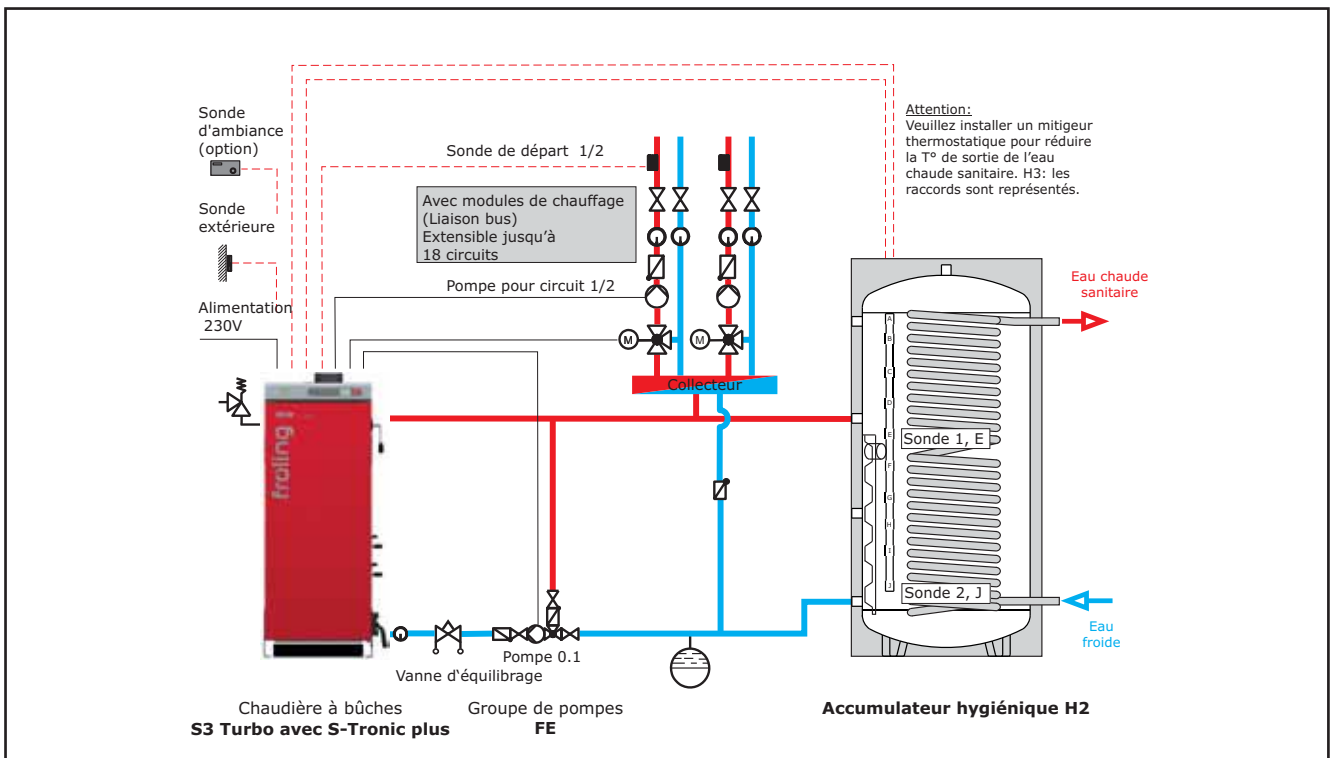 Sonde
d'ambiance
(option)
Sonde
extérieure
Alimentation
230V
Sonde de départ 1/2
Avec modules de chauffage
(Liaison bus)
Extensible jusqu'à
18 circuits
Pompe pour circuit 1/2
M
M
Collecteur
Attention:
Veuillez installer un mitigeur
thermostatique pour réduire
la T° de sortie de l'eau
chaude sanitaire. H3: les
raccords sont représentés.
Eau chaude
sanitaire
A
B
C
D
E
Sonde 1, E
F
G
H
I
J
Sonde 2, J
Eau
froide
froling
Pompe 0.1
Vanne d'équilibrage
Chaudière à bûches
S3 Turbo avec S-Tronic plus
Groupe de pompes
FE
Accumulateur hygiénique H2